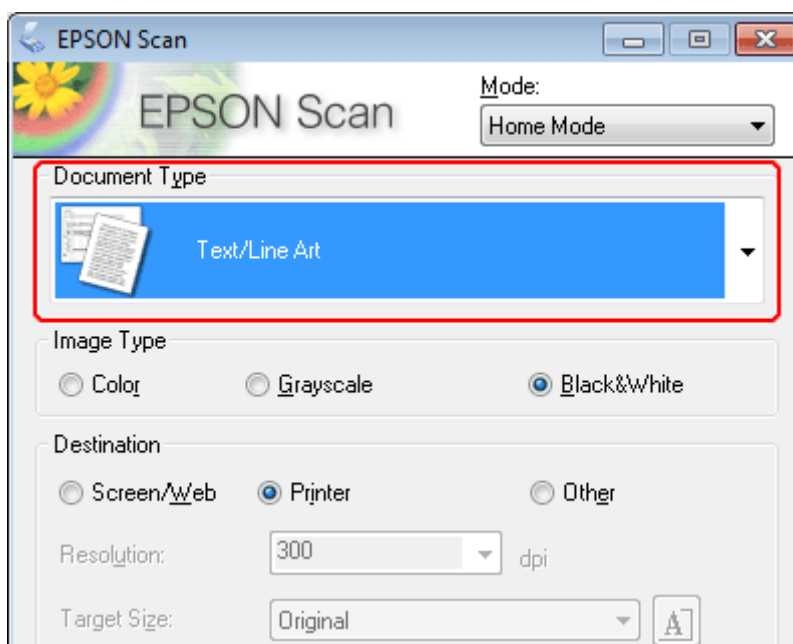 EPSON Scan
EPSON Scan
Mode:
Home Mode
Document Type
Text/Line Art
Image Type
Color
Grayscale
Black&White
Destination
Screen/Web
Printer
Other
Resolution:
300
dpi
Target Size:
Original
A